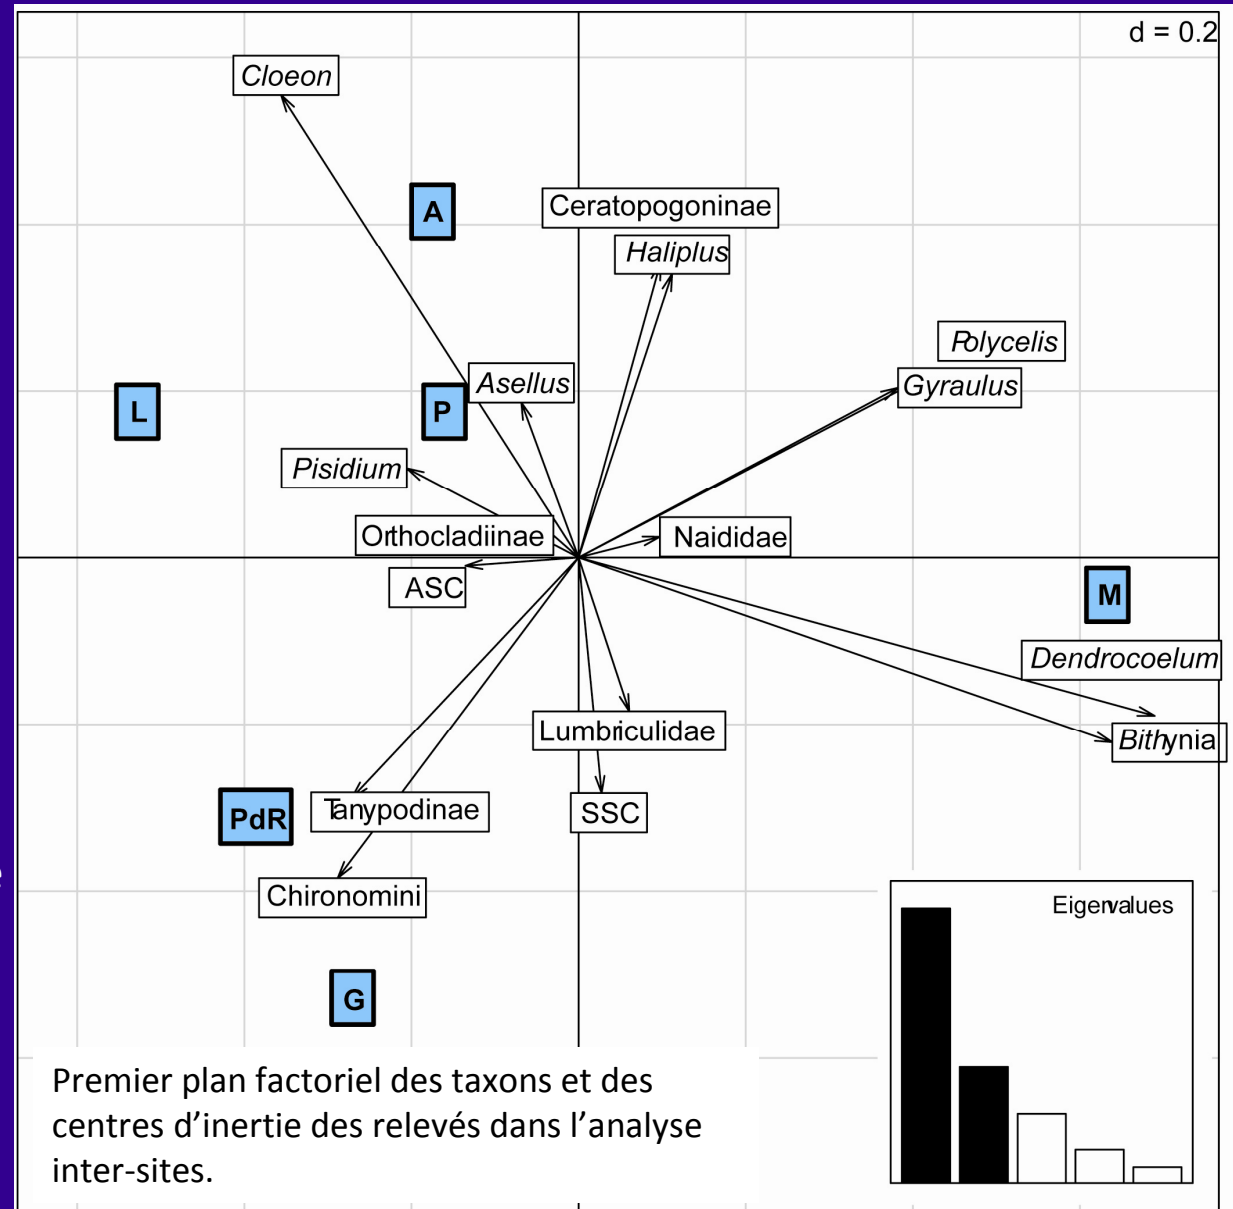 d = 0.2
Cloeon
A
Ceratopogoninae
Haliplus
Polycelis
Asellus
Gyraulus
L
P
Pisidium
Orthocladiinae
Naididae
ASC
M
Dendrocoelum
Lumbriculidae
Bithynia
PdR
Tanypodinae
SSC
Chironomini
Eigenvalues
G
Premier plan factoriel des taxons et des
centres d’inertie des relevés dans l’analyse
inter-sites.